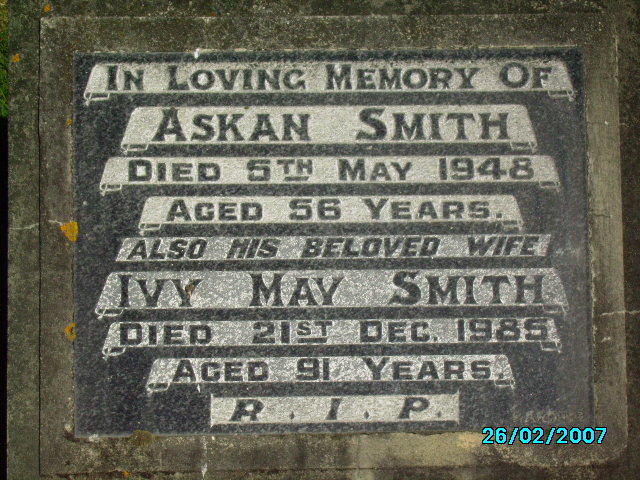 IN LOVING MEMORY OF
ASKAN SMITH
DIED 5TH MAY 1948
AGED 56 YEARS.
ALSO HIS BELOVED WIFE
IVY MAY SMITH
DIED 21ST DEC. 1985
AGED 91 YEARS.
R. I. P.
26/02/2007